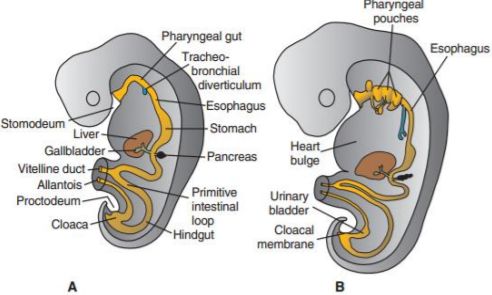 Pharyngeal gut
Tracheo-
bronchial
diverticulum
Esophagus
Stomach
Pancreas
Primitive
intestinal
loop
Hindgut
Stomodeum
Liver
Gallbladder
Vitelline duct
Allantois
Proctodeum
Cloaca
A
Pharyngeal
pouches
Esophagus
Heart
bulge
Urinary
bladder
Cloacal
membrane
B